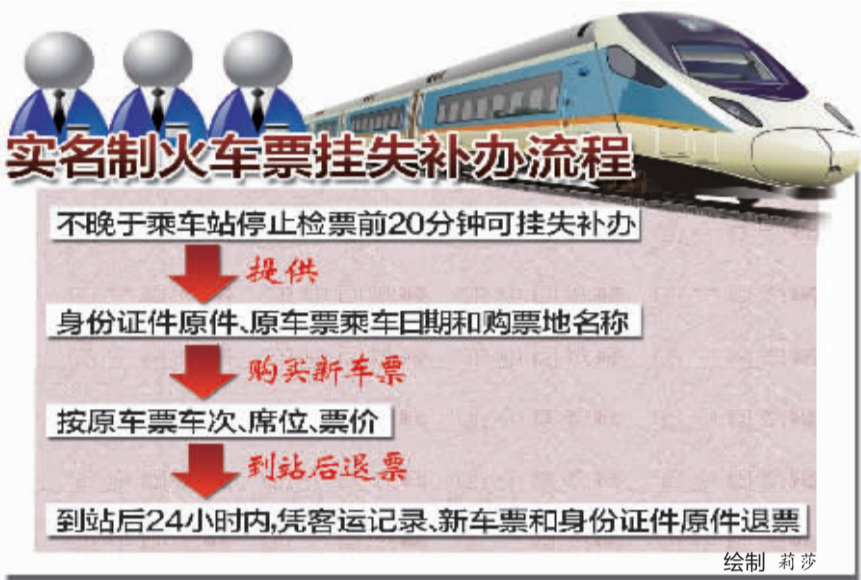 实名制火车票挂失补办流程
不晚于乘车站停止检票前20分钟可挂失补办
提供
身份证件原件、原车票乘车日期和购票地名称
购买新车票
按原车票车次、席位、票价
到站后退票
到站后24小时内,凭客运记录、新车票和身份证件原件退票
绘制 莉莎